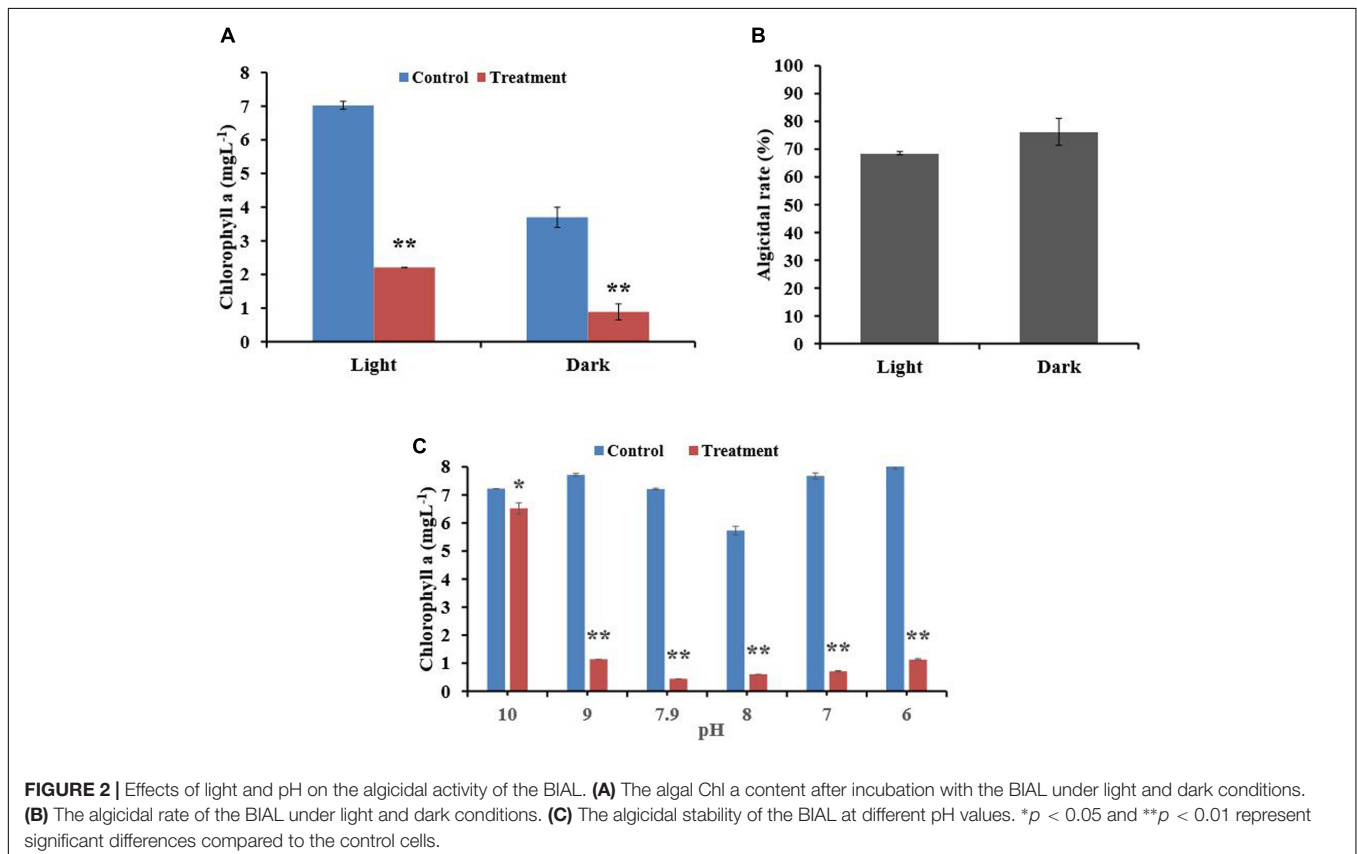 A
Control Treatment
8
7
6
5
4
3
2
1
0
Chlorophyll a (mgL-1)
**
**
Light Dark
B
100
90
80
70
60
50
40
30
20
10
0
Algicidal rate (%)
Light Dark
C
Control Treatment
8
7
6
5
4
3
2
1
0
Chlorophyll a (mgL-1)
*
**
**
**
**
**
10 9 7.9 8 7 6
pH
FIGURE 2 | Effects of light and pH on the algicidal activity of the BIAL. (A) The algal Chl a content after incubation with the BIAL under light and dark conditions.
(B) The algicidal rate of the BIAL under light and dark conditions. (C) The algicidal stability of the BIAL at different pH values. *p < 0.05 and **p < 0.01 represent
significant differences compared to the control cells.